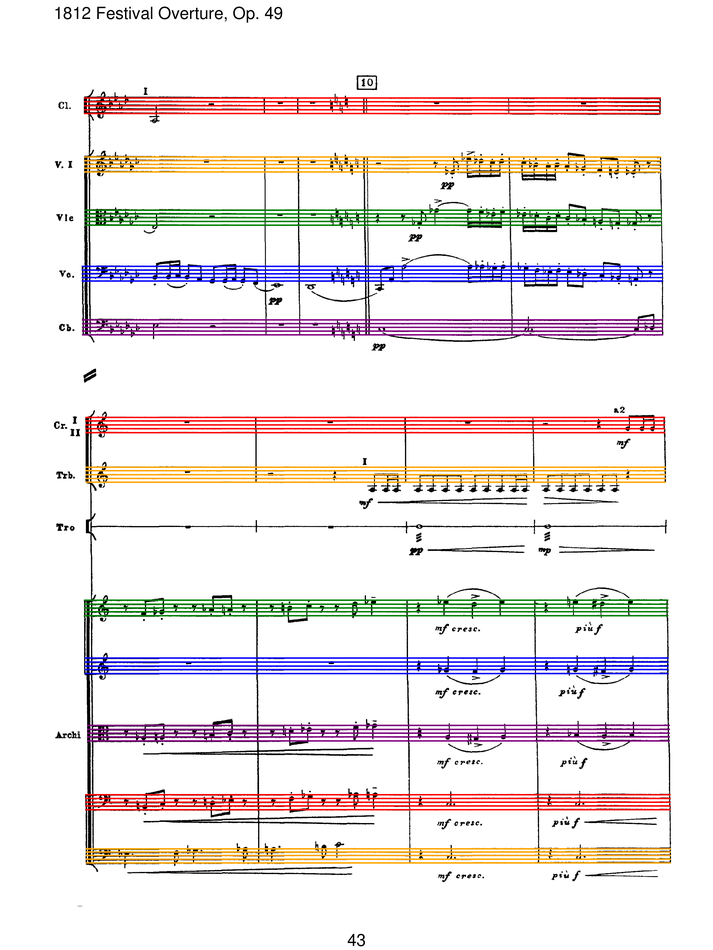 1812 Festival Overture, Op. 49
I
10
Cl.
V. I
pp
Vle
pp
Vc.
pp
Cb.
pp
a2
Cr. I
II
mf
I
Trb.
mf
Tro
pp mp
mf cresc. più f
mf cresc. più f
Archi
mf cresc. più f
mf cresc. più f
mf cresc. più f
43